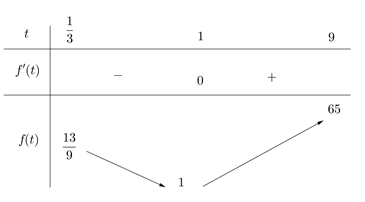 t 1/3 1 9
f′(t) − 0 +
65
f(t) 13/9
1